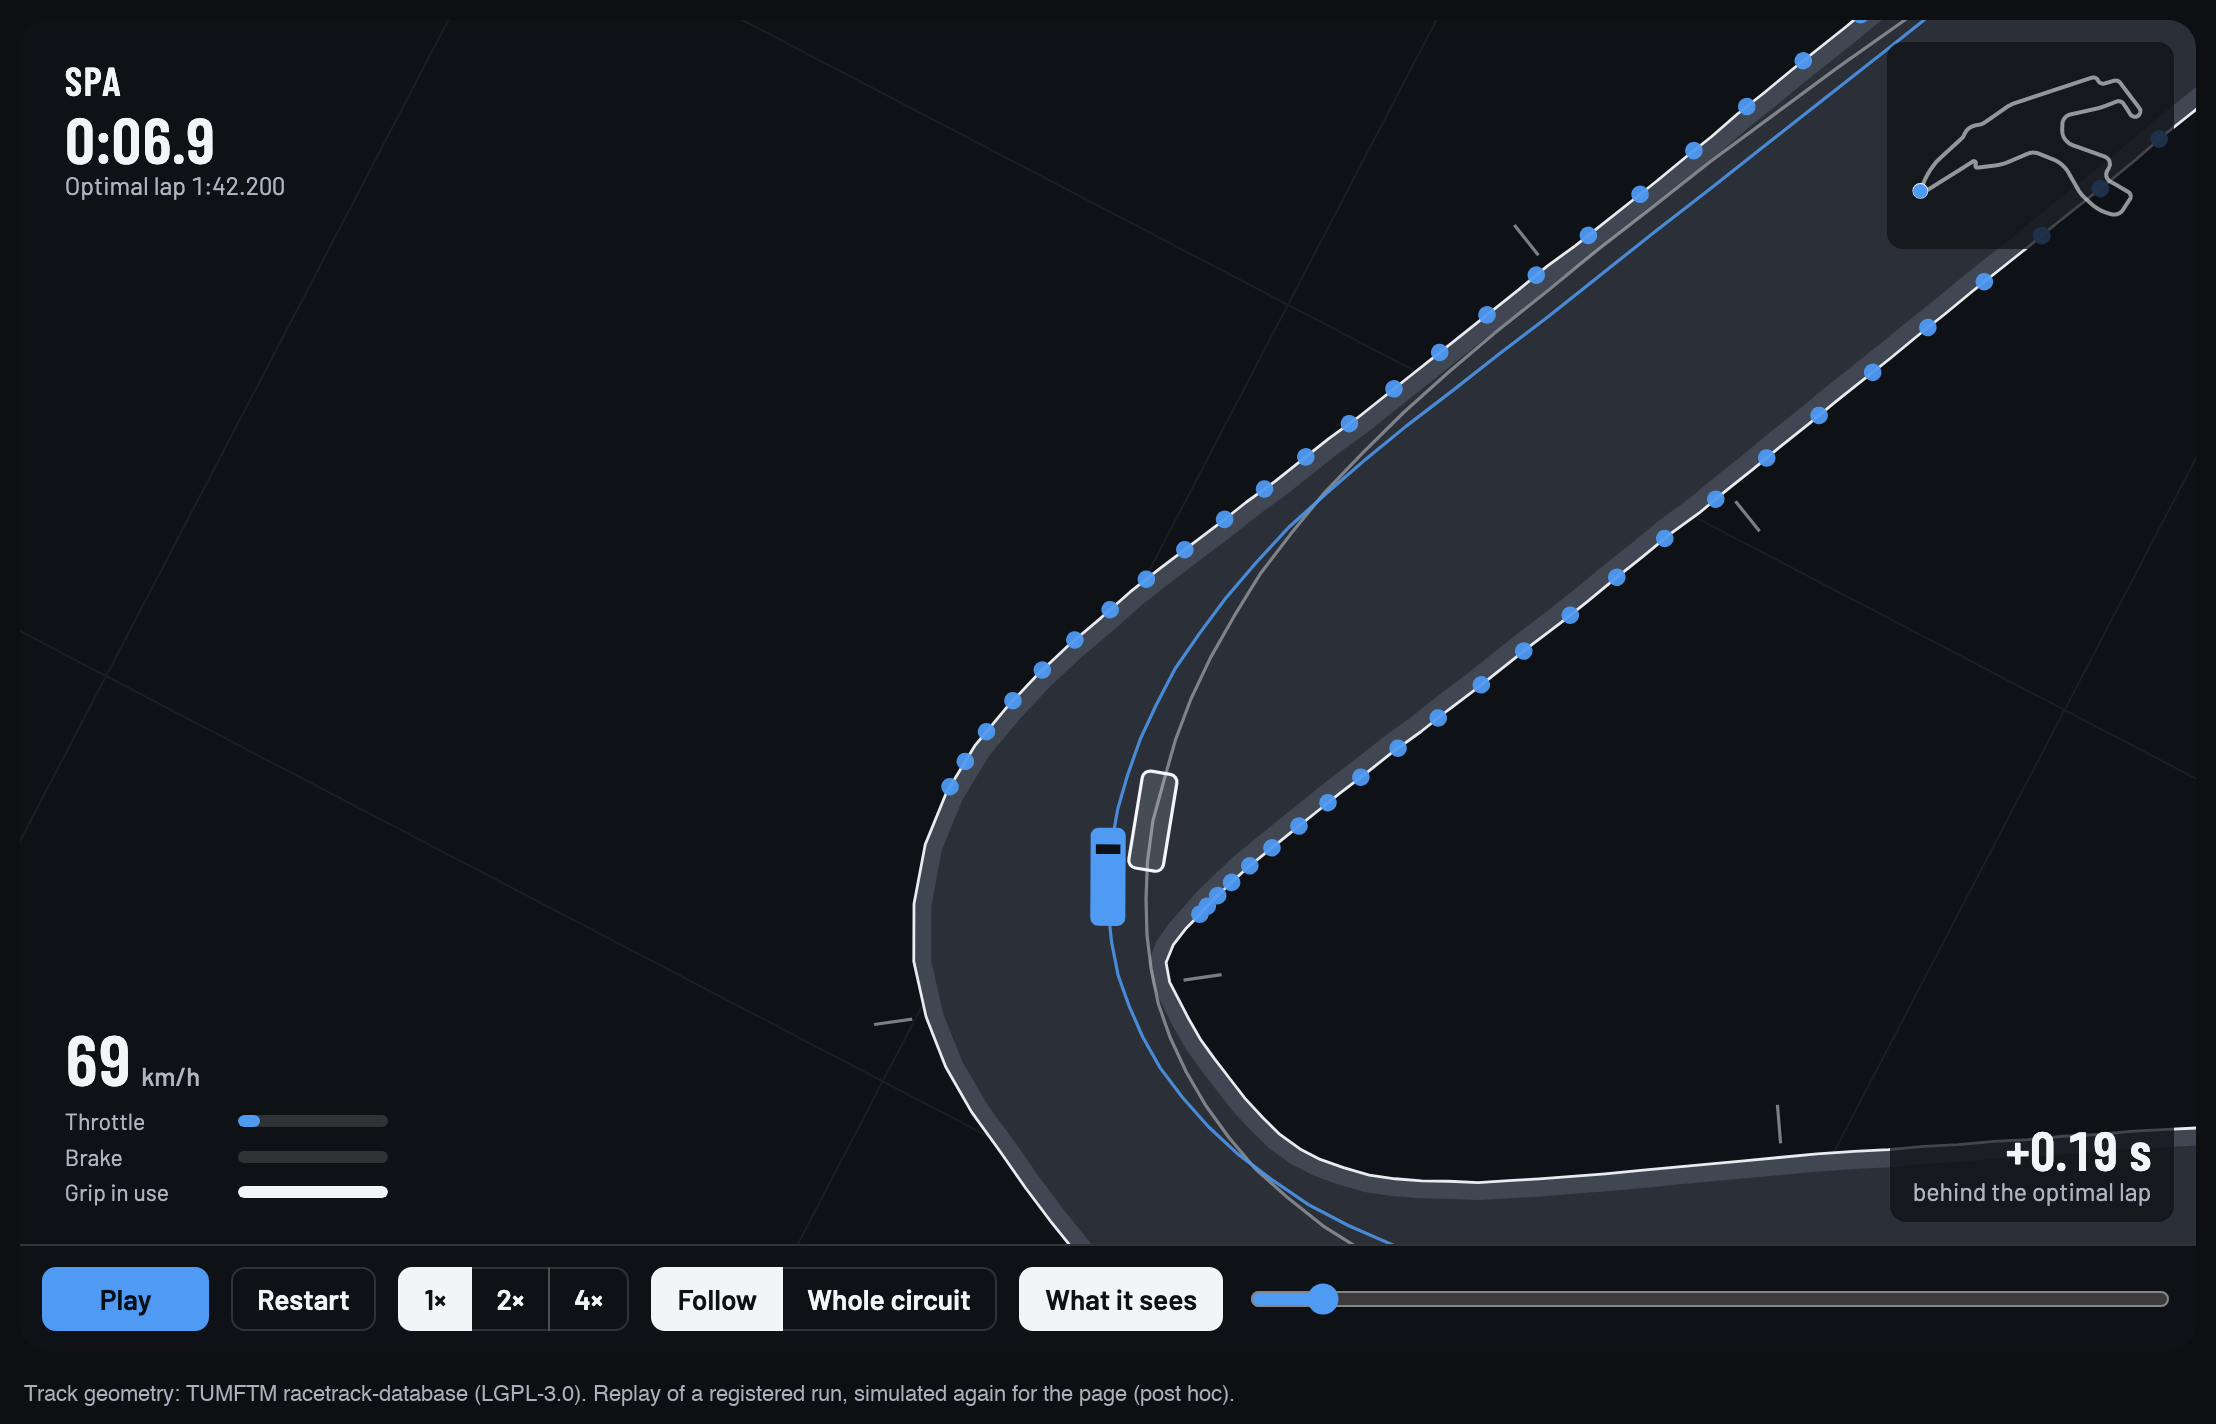 SPA
0:06.9
Optimal lap 1:42.200
69 km/h
Throttle
Brake
Grip in use
+0.19 s
behind the optimal lap
Play Restart 1× 2× 4× Follow Whole circuit What it sees
Track geometry: TUMFTM racetrack-database (LGPL-3.0). Replay of a registered run, simulated again for the page (post hoc).